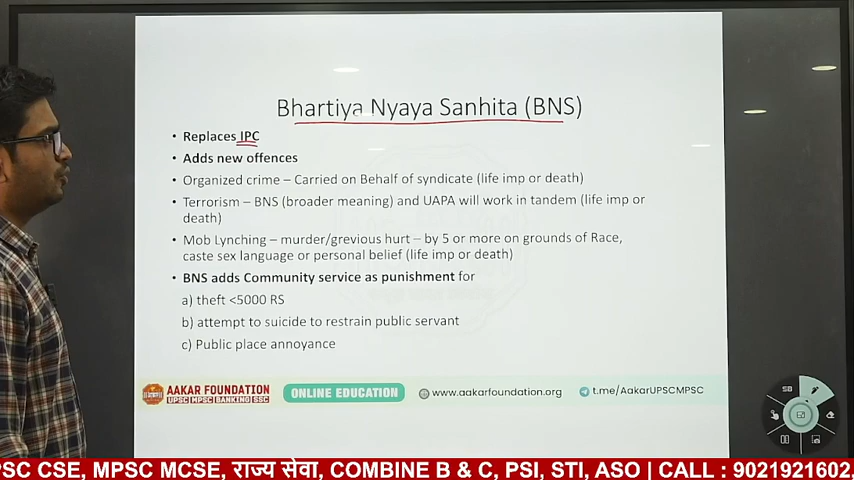 Bhartiya Nyaya Sanhita (BNS)
• Replaces IPC
• Adds new offences
• Organized crime – Carried on Behalf of syndicate (life imp or death)
• Terrorism – BNS (broader meaning) and UAPA will work in tandem (life imp or
death)
• Mob Lynching – murder/grevious hurt – by 5 or more on grounds of Race,
caste sex language or personal belief (life imp or death)
• BNS adds Community service as punishment for
a) theft <5000 RS
b) attempt to suicide to restrain public servant
c) Public place annoyance
AAKAR FOUNDATION
UPSC|MPSC|BANKING|SSC
ONLINE EDUCATION
www.aakarfoundation.org
t.me/AakarUPSCMPSC
PSC CSE, MPSC MCSE, राज्य सेवा, COMBINE B & C, PSI, STI, ASO | CALL : 9021921602.